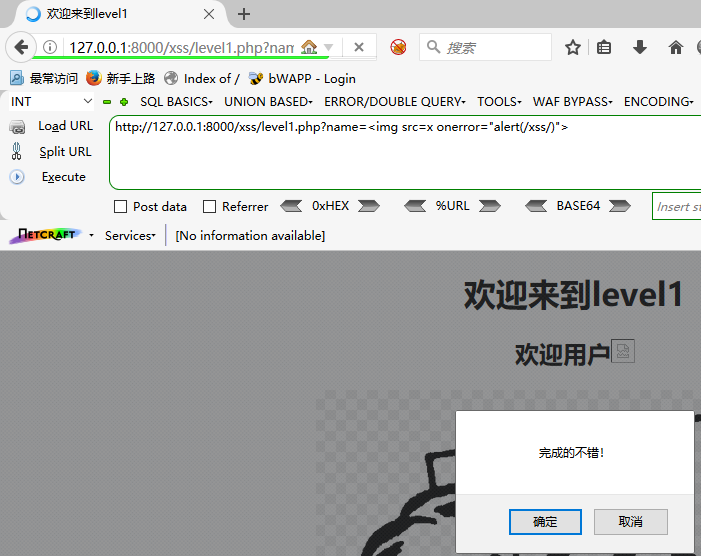 欢迎来到level1
127.0.0.1:8000/xss/level1.php?nam
搜索
最常访问 新手上路 Index of / bWAPP - Login
INT SQL BASICS UNION BASED ERROR/DOUBLE QUERY TOOLS WAF BYPASS ENCODING
Load URL http://127.0.0.1:8000/xss/level1.php?name=<img src=x onerror="alert(/xss/)">
Split URL
Execute
Post data Referrer 0xHEX %URL BASE64 Insert st
NETCRAFT Services [No information available]
欢迎来到level1
欢迎用户
完成的不错!
确定 取消